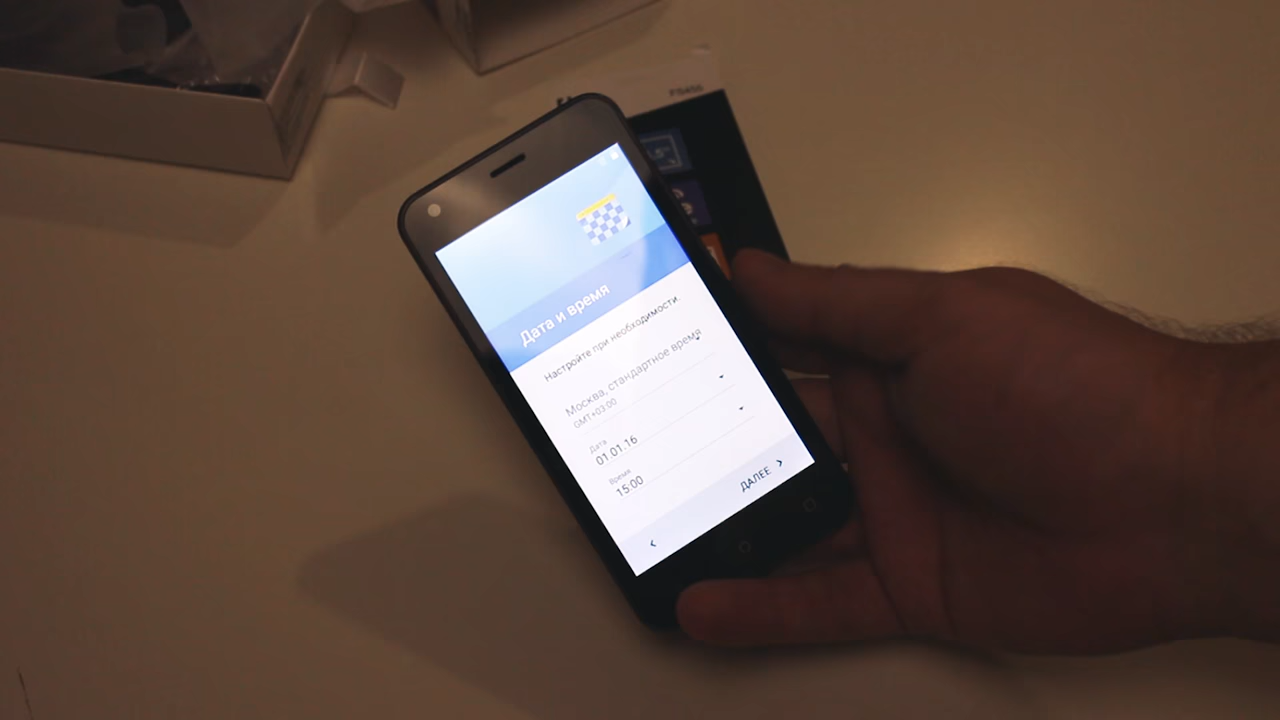 Дата и время
Настройте при необходимости
Москва, стандартное время
GMT+03:00
Дата
01.01.16
Время
15:00
ДАЛЕЕ